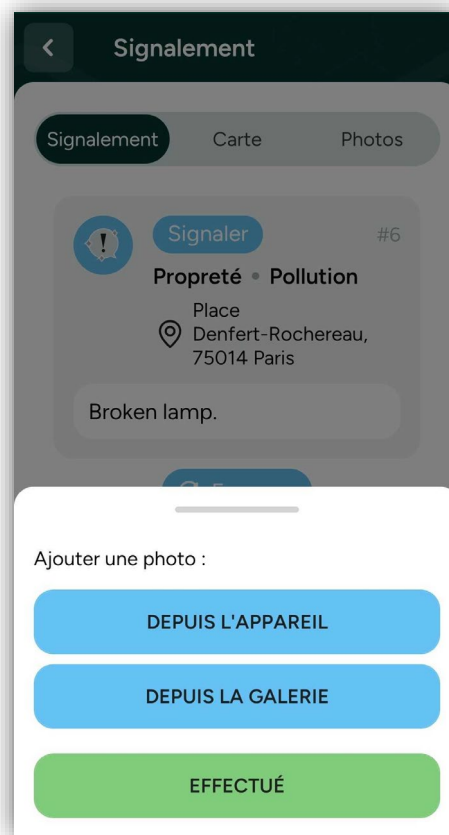 Signalement
Signalement Carte Photos
Signaler #6
Propreté • Pollution
Place
Denfert-Rochereau,
75014 Paris
Broken lamp.
Ajouter une photo :
DEPUIS L'APPAREIL
DEPUIS LA GALERIE
EFFECTUÉ